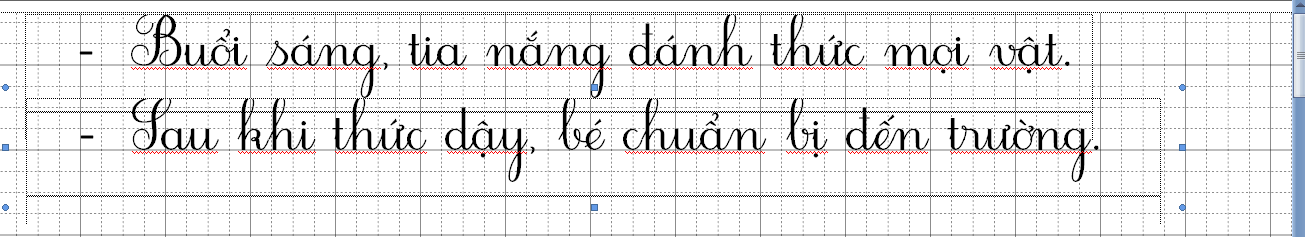 - Buổi sáng, tia nắng đánh thức mọi vật.
- Sau khi thức dậy, bé chuẩn bị đến trường.